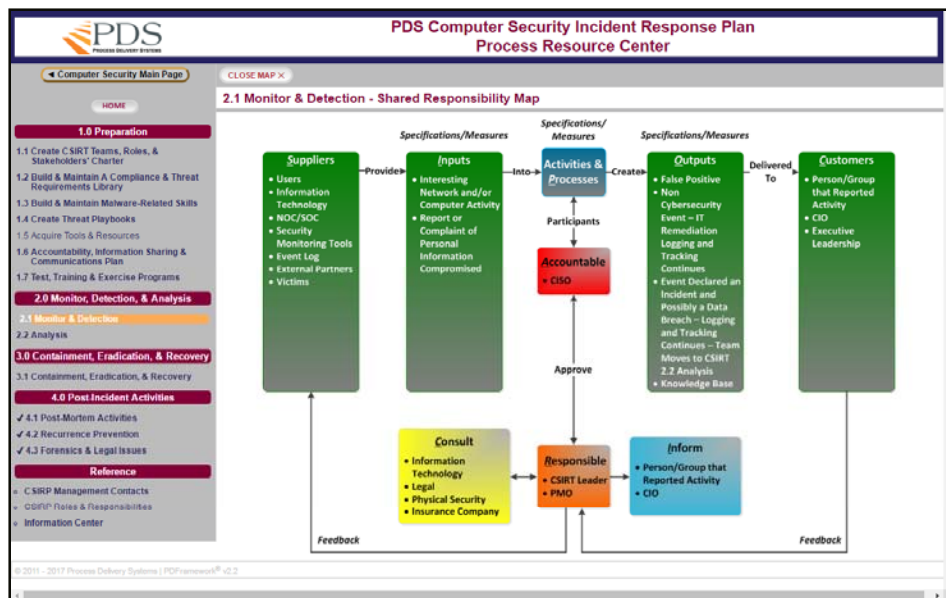 PDS
PROCESS DELIVERY SYSTEMS
PDS Computer Security Incident Response Plan
Process Resource Center
◄ Computer Security Main Page
CLOSE MAP ✕
HOME
2.1 Monitor & Detection - Shared Responsibility Map
1.0 Preparation
1.1 Create CSIRT Teams, Roles, &
Stakeholders' Charter
1.2 Build & Maintain A Compliance & Threat
Requirements Library
1.3 Build & Maintain Malware-Related Skills
1.4 Create Threat Playbooks
1.5 Acquire Tools & Resources
1.6 Accountability, Information Sharing &
Communications Plan
1.7 Test, Training & Exercise Programs
2.0 Monitor, Detection, & Analysis
2.1 Monitor & Detection
2.2 Analysis
3.0 Containment, Eradication, & Recovery
3.1 Containment, Eradication, & Recovery
4.0 Post-Incident Activities
✓ 4.1 Post-Mortem Activities
✓ 4.2 Recurrence Prevention
✓ 4.3 Forensics & Legal Issues
Reference
CSIRP Management Contacts
CSIRP Roles & Responsibilities
Information Center
Suppliers
• Users
• Information
Technology
• NOC/SOC
• Security
Monitoring Tools
• Event Log
• External Partners
• Victims
Provide
Specifications/Measures
Inputs
• Interesting
Network and/or
Computer Activity
• Report or
Complaint of
Personal
Information
Compromised
Into
Specifications/
Measures
Activities &
Processes
Create
Participants
Accountable
• CISO
Approve
Specifications/Measures
Outputs
• False Positive
• Non
Cybersecurity
Event – IT
Remediation
Logging and
Tracking
Continues
• Event Declared an
Incident and
Possibly a Data
Breach – Logging
and Tracking
Continues – Team
Moves to CSIRT
2.2 Analysis
• Knowledge Base
Delivered
To
Customers
• Person/Group
that Reported
Activity
• CIO
• Executive
Leadership
Consult
• Information
Technology
• Legal
• Physical Security
• Insurance Company
Responsible
• CSIRT Leader
• PMO
Inform
• Person/Group that
Reported Activity
• CIO
Feedback
Feedback
© 2011 - 2017 Process Delivery Systems | PDFramework® v2.2